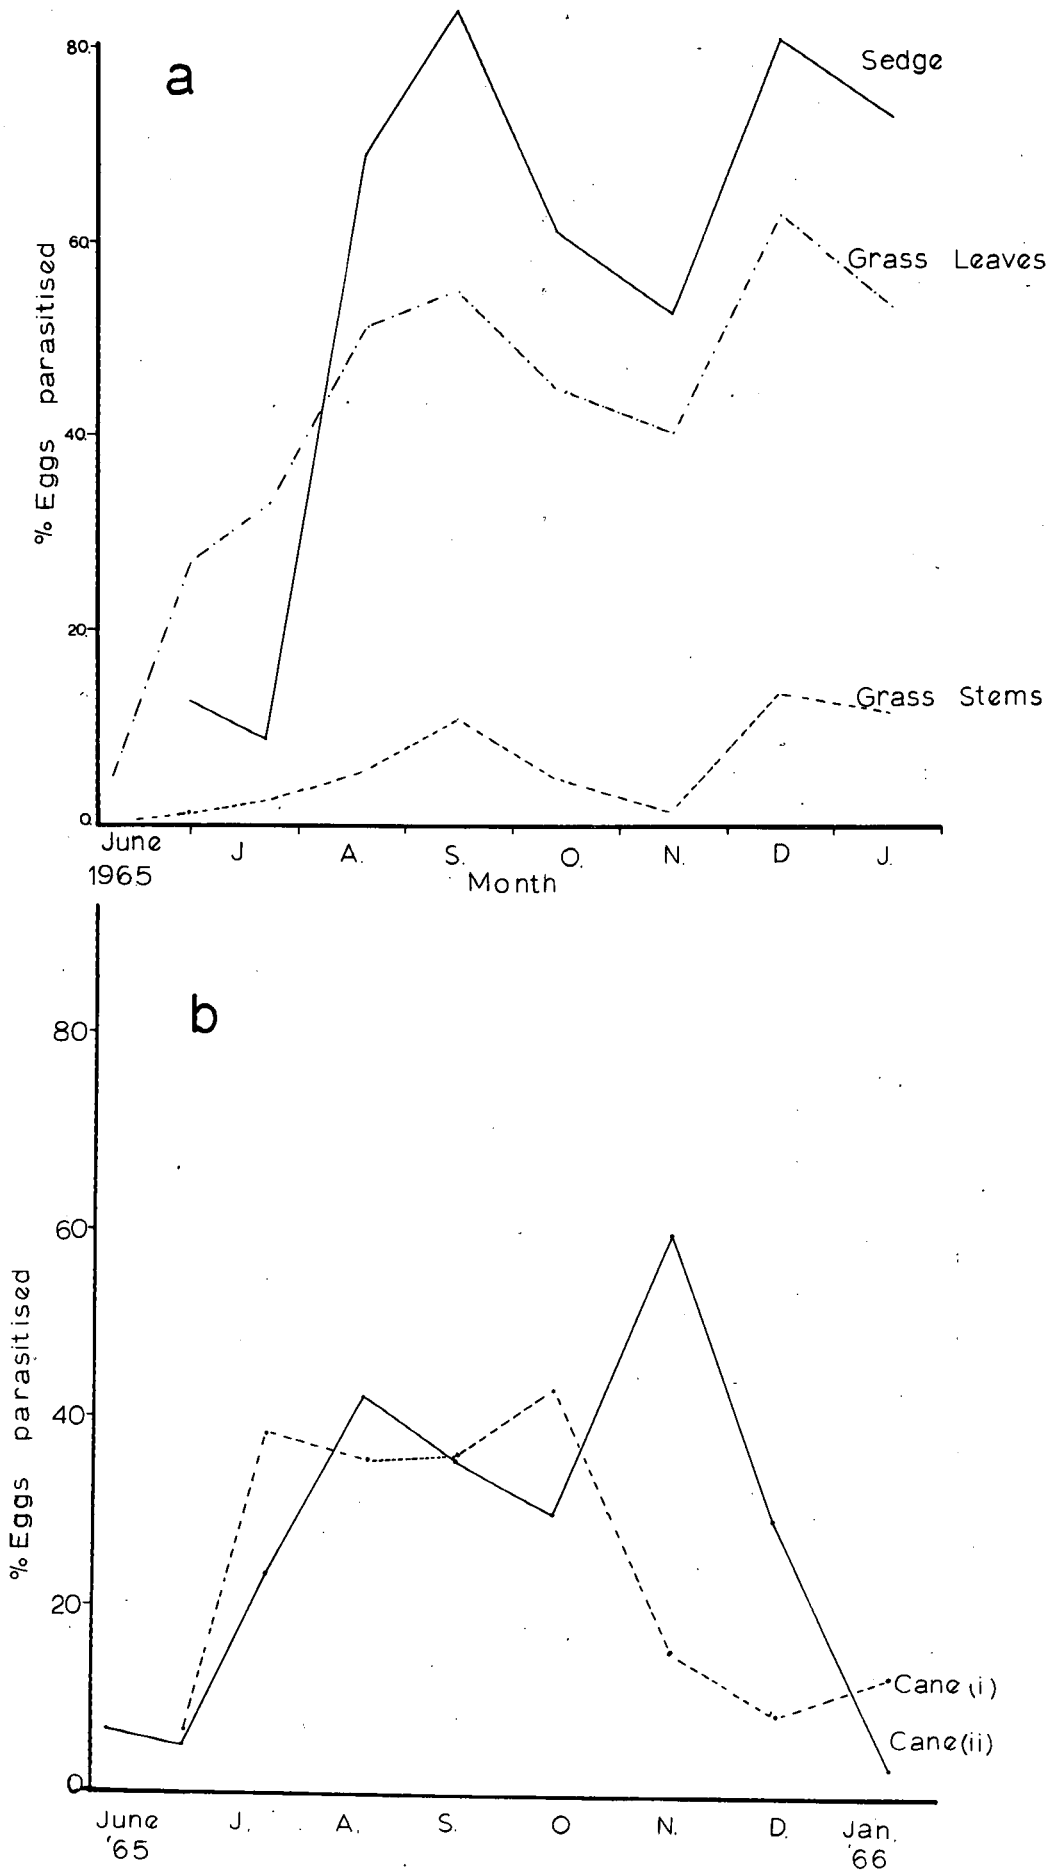 80
a
Sedge
60
Grass Leaves
% Eggs parasitised
40
20
Grass Stems
0
June J A. S. O. N. D J.
1965
Month
b
80
60
% Eggs parasitised
40
20
Cane (i)
Cane (ii)
0
June J. A. S. O N. D. Jan.
'65 '66